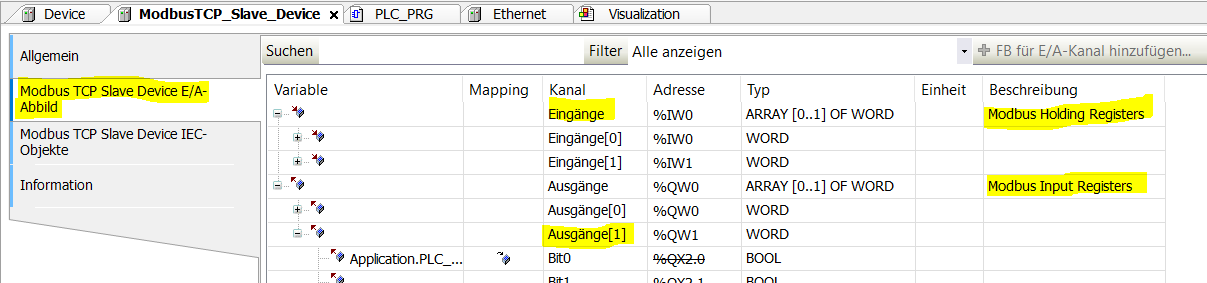 Device ModbusTCP_Slave_Device PLC_PRG Ethernet Visualization
Allgemein
Modbus TCP Slave Device E/A-
Abbild
Modbus TCP Slave Device IEC-
Objekte
Information
Suchen Filter Alle anzeigen FB für E/A-Kanal hinzufügen...
Variable Mapping Kanal Adresse Typ Einheit Beschreibung
Eingänge %IW0 ARRAY [0..1] OF WORD Modbus Holding Registers
Eingänge[0] %IW0 WORD
Eingänge[1] %IW1 WORD
Ausgänge %QW0 ARRAY [0..1] OF WORD Modbus Input Registers
Ausgänge[0] %QW0 WORD
Ausgänge[1] %QW1 WORD
Application.PLC_... Bit0 %QX2.0 BOOL
Bit1 %QX2.1 BOOL